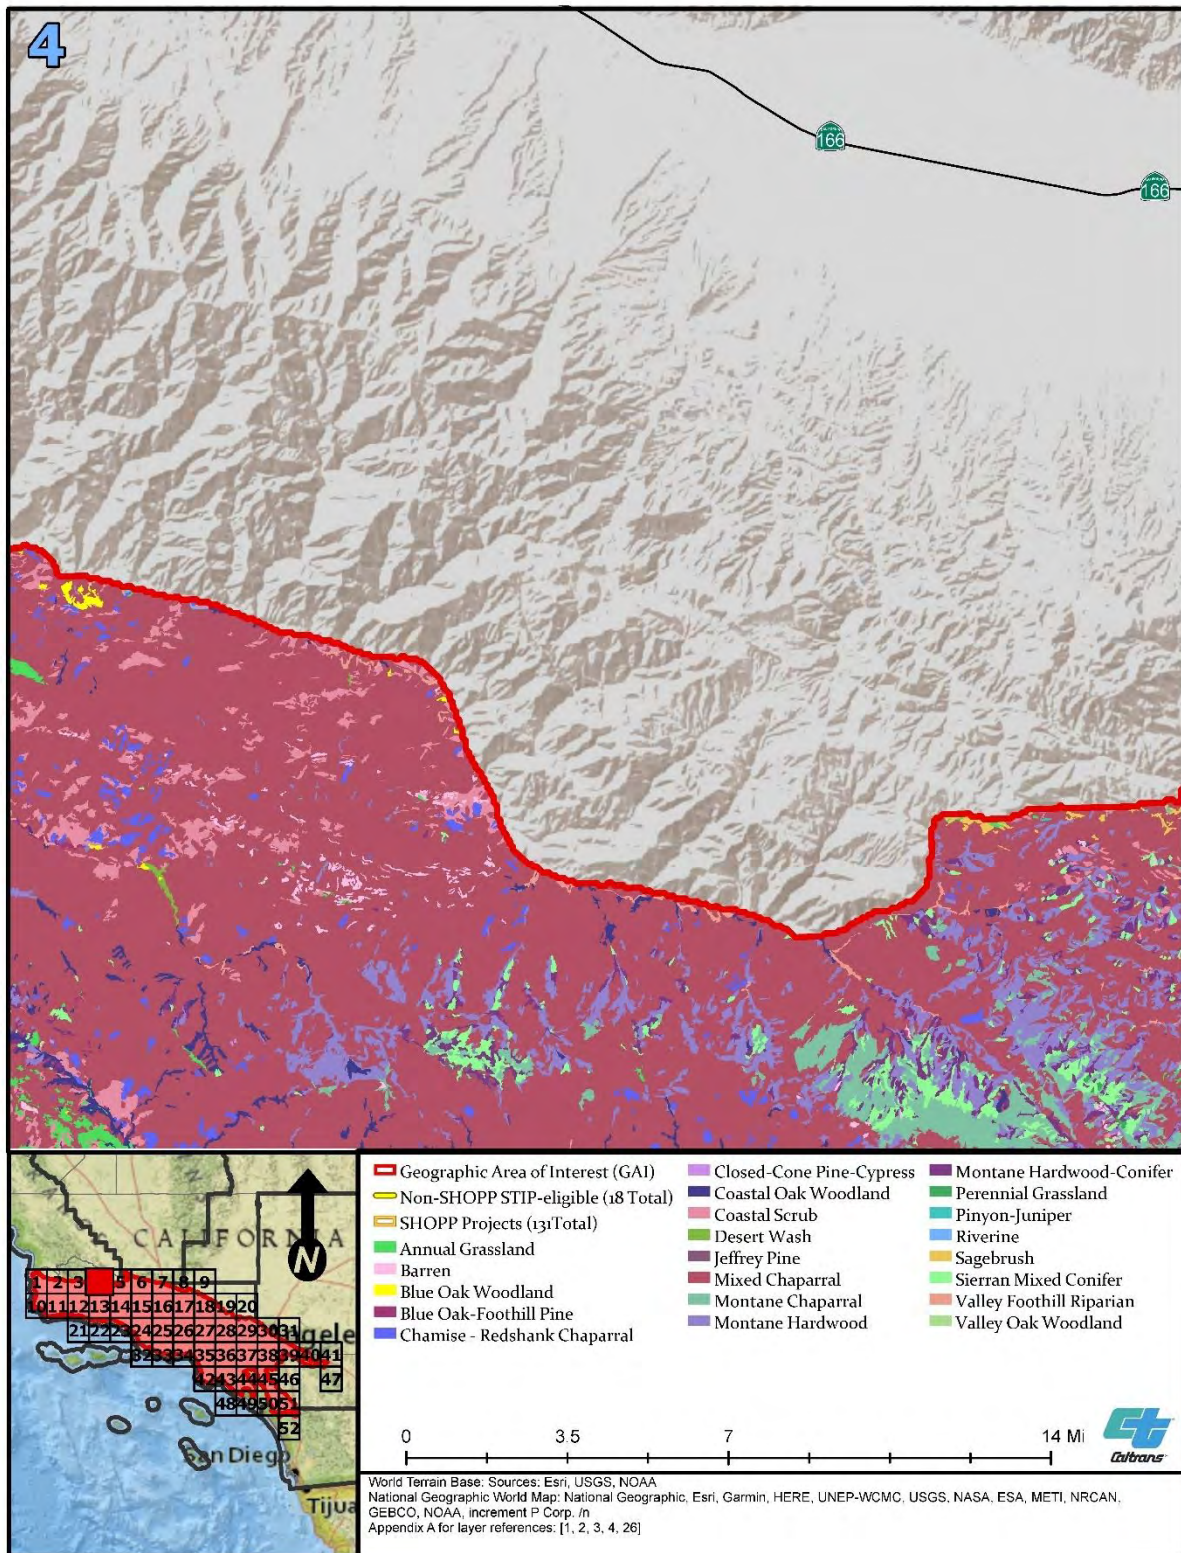 4
166
166
CALIFORNIA
1 2 3 5 6 7 8 9
10 11 12 13 14 15 16 17 18 19 20
21 22 23 24 25 26 27 28 29 30 31
32 33 34 35 36 37 38 39 40 41
42 43 44 45 46 47
48 49 50 51
52
San Diego
Tijua
N
Geographic Area of Interest (GAI)
Non-SHOPP STIP-eligible (18 Total)
SHOPP Projects (131Total)
Annual Grassland
Barren
Blue Oak Woodland
Blue Oak-Foothill Pine
Chamise - Redshank Chaparral
Closed-Cone Pine-Cypress
Coastal Oak Woodland
Coastal Scrub
Desert Wash
Jeffrey Pine
Mixed Chaparral
Montane Chaparral
Montane Hardwood
Montane Hardwood-Conifer
Perennial Grassland
Pinyon-Juniper
Riverine
Sagebrush
Sierran Mixed Conifer
Valley Foothill Riparian
Valley Oak Woodland
0 3.5 7 14 Mi
Caltrans
World Terrain Base: Sources: Esri, USGS, NOAA
National Geographic World Map: National Geographic, Esri, Garmin, HERE, UNEP-WCMC, USGS, NASA, ESA, METI, NRCAN,
GEBCO, NOAA, increment P Corp. /n
Appendix A for layer references: [1, 2, 3, 4, 26]